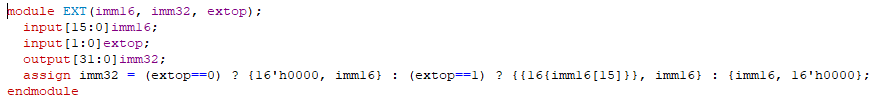 module EXT(imm16, imm32, extop);
input[15:0]imm16;
input[1:0]extop;
output[31:0]imm32;
assign imm32 = (extop==0) ? {16'h0000, imm16} : (extop==1) ? {{16{imm16[15]}}, imm16} : {imm16, 16'h0000};
endmodule